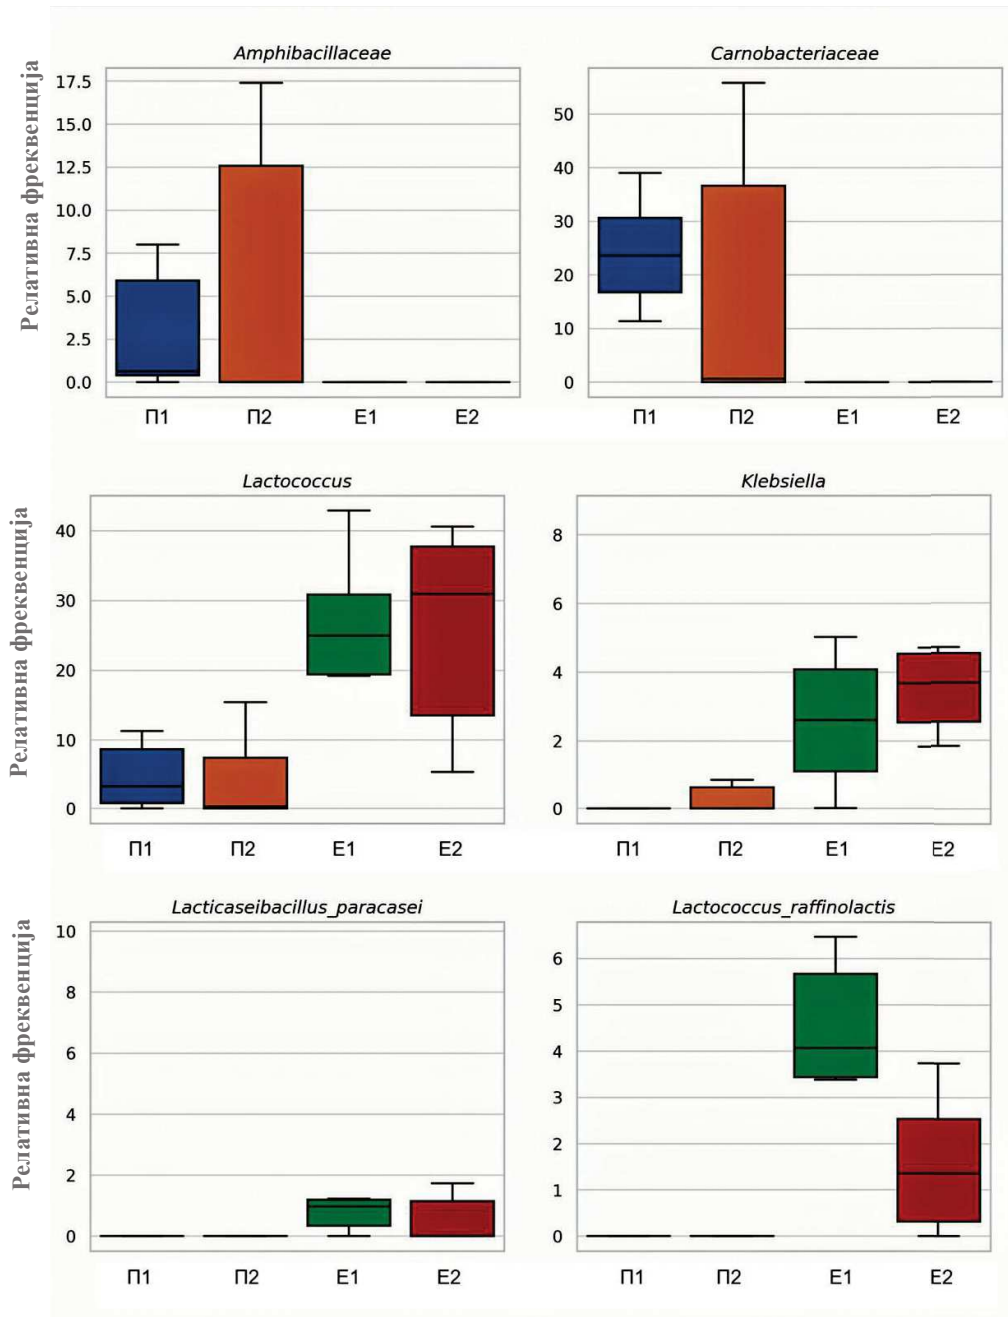 Amphibacillaceae
Carnobacteriaceae
Релативна фреквенција
17.5
15.0
12.5
10.0
7.5
5.0
2.5
0.0
50
40
30
20
10
0
П1 П2 Е1 Е2
П1 П2 Е1 Е2
Lactococcus
Klebsiella
Релативна фреквенција
40
30
20
10
0
8
6
4
2
0
П1 П2 Е1 Е2
П1 П2 Е1 Е2
Lacticaseibacillus_paracasei
Lactococcus_raffinolactis
Релативна фреквенција
10
8
6
4
2
0
6
5
4
3
2
1
0
П1 П2 Е1 Е2
П1 П2 Е1 Е2